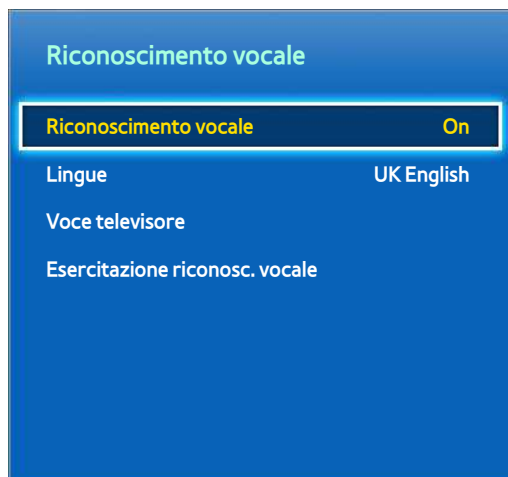 Riconoscimento vocale
Riconoscimento vocale On
Lingue UK English
Voce televisore
Esercitazione riconosc. vocale